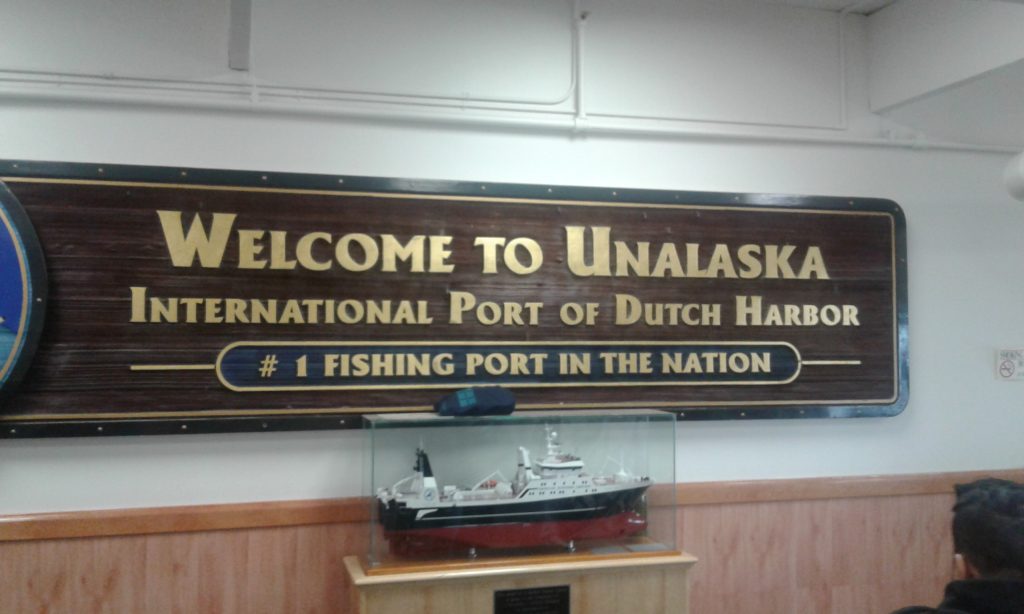 WELCOME TO UNALASKA
INTERNATIONAL PORT OF DUTCH HARBOR
# 1 FISHING PORT IN THE NATION